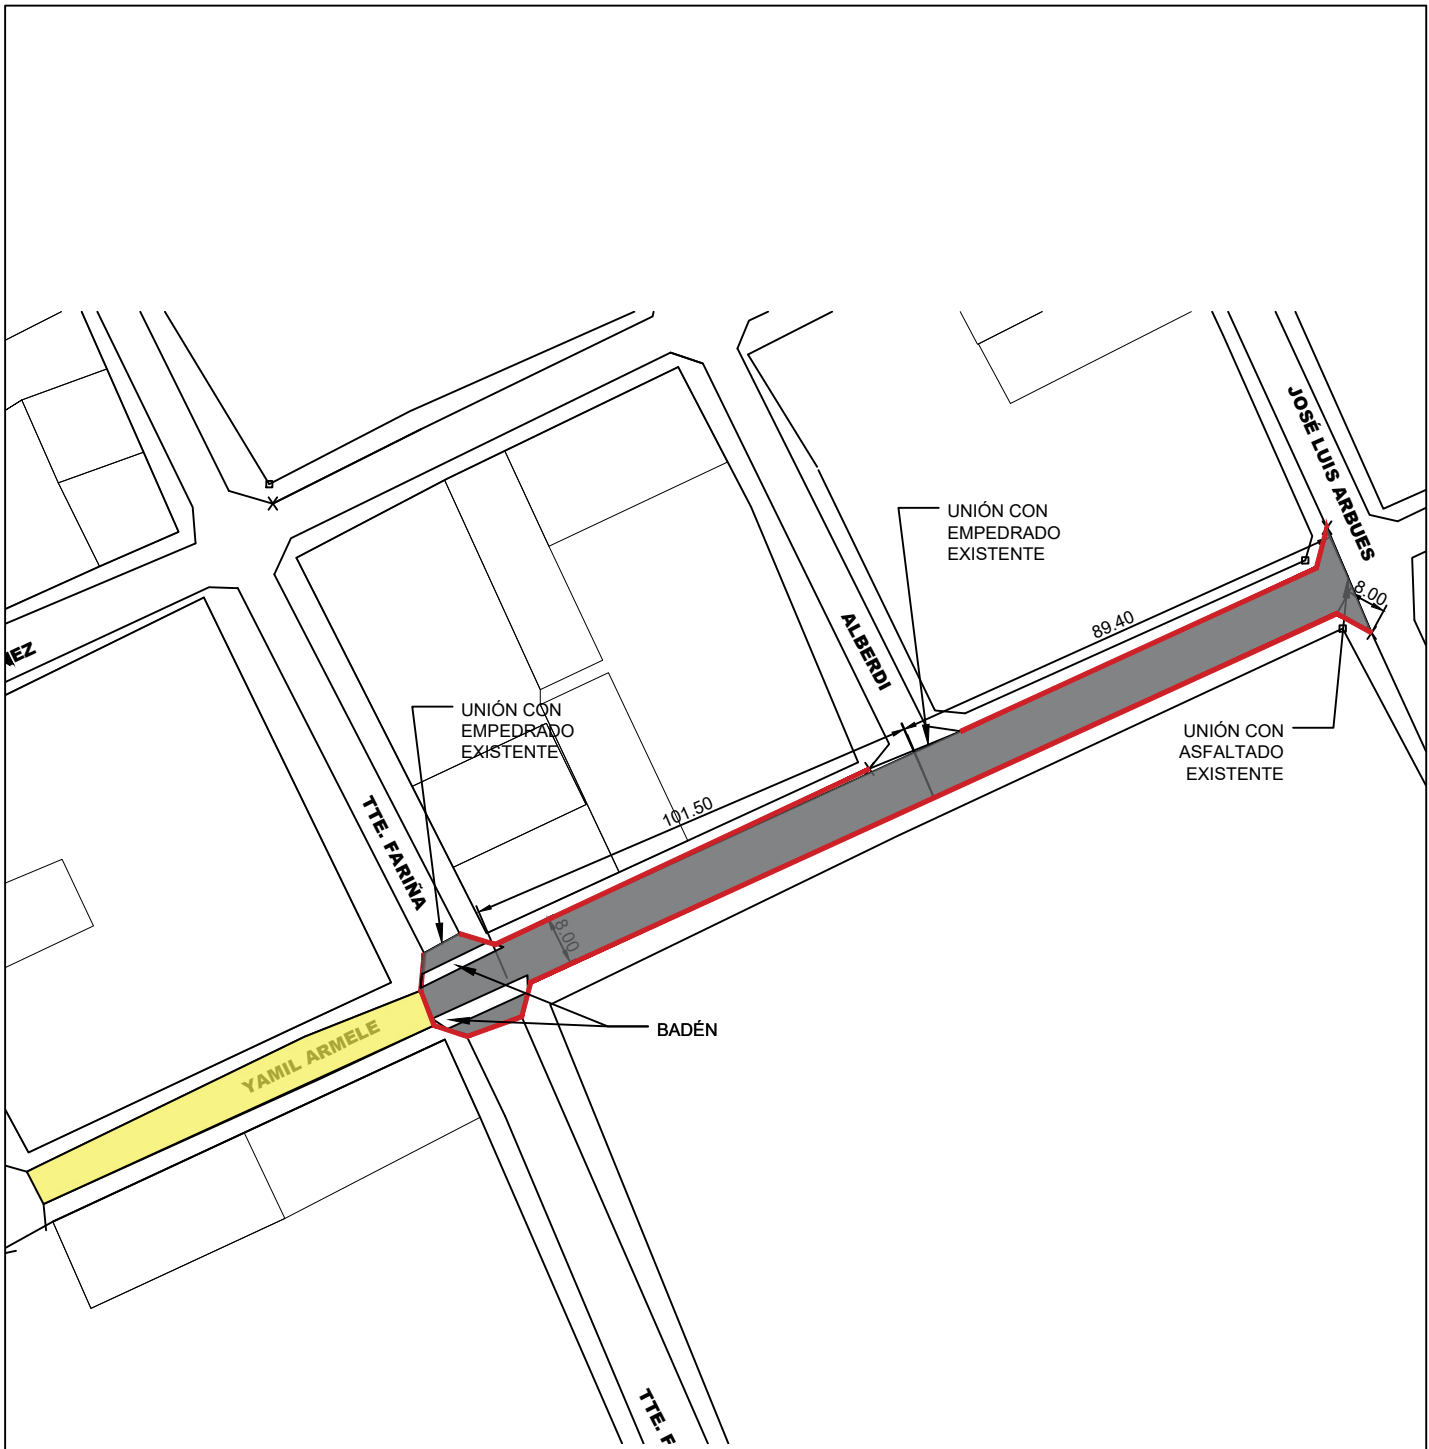 JOSÉ LUIS ARBUES
UNIÓN CON
EMPEDRADO
EXISTENTE
8.00
89.40
ALBERDI
UNIÓN CON
EMPEDRADO
EXISTENTE
UNIÓN CON
ASFALTADO
EXISTENTE
101.50
TTE. FARIÑA
8.00
BADÉN
YAMIL ARMELE
TTE.